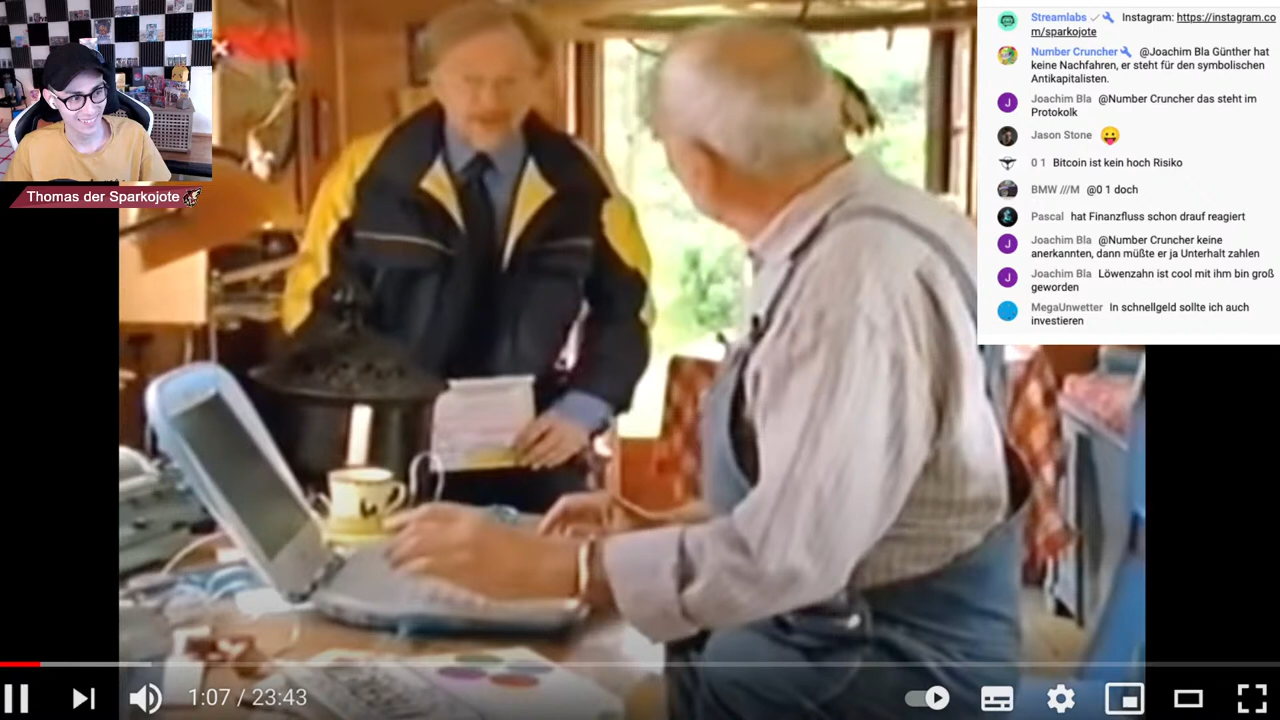 Thomas der Sparkojote
Streamlabs Instagram: https://instagram.co
m/sparkojote
Number Cruncher @Joachim Bla Günther hat
keine Nachfahren, er steht für den symbolischen
Antikapitalisten.
Joachim Bla @Number Cruncher das steht im
Protokolk
Jason Stone
0 1 Bitcoin ist kein hoch Risiko
BMW ///M @0 1 doch
Pascal hat Finanzfluss schon drauf reagiert
Joachim Bla @Number Cruncher keine
anerkannten, dann müßte er ja Unterhalt zahlen
Joachim Bla Löwenzahn ist cool mit ihm bin groß
geworden
MegaUnwetter In schnellgeld sollte ich auch
investieren
1:07 / 23:43